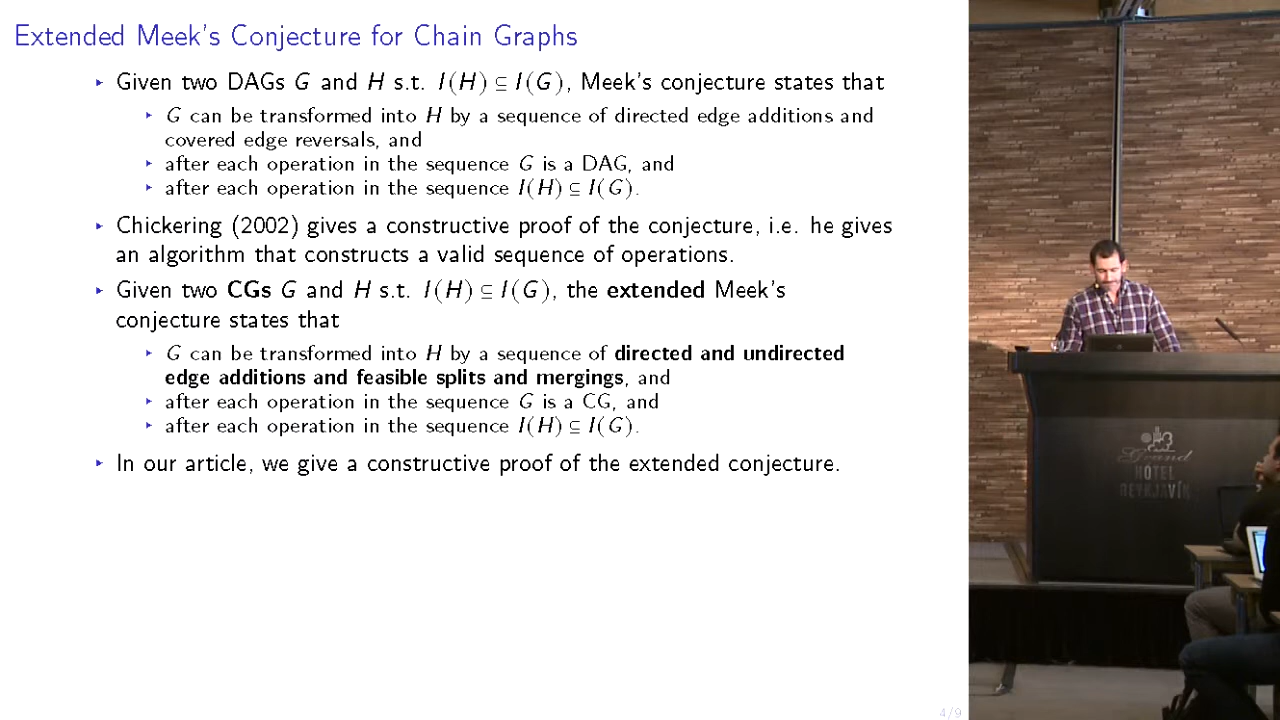 Extended Meek's Conjecture for Chain Graphs
‣ Given two DAGs G and H s.t. I(H) ⊆ I(G), Meek's conjecture states that
‣ G can be transformed into H by a sequence of directed edge additions and
covered edge reversals, and
‣ after each operation in the sequence G is a DAG, and
‣ after each operation in the sequence I(H) ⊆ I(G).
‣ Chickering (2002) gives a constructive proof of the conjecture, i.e. he gives
an algorithm that constructs a valid sequence of operations.
‣ Given two CGs G and H s.t. I(H) ⊆ I(G), the extended Meek's
conjecture states that
‣ G can be transformed into H by a sequence of directed and undirected
edge additions and feasible splits and mergings, and
‣ after each operation in the sequence G is a CG, and
‣ after each operation in the sequence I(H) ⊆ I(G).
‣ In our article, we give a constructive proof of the extended conjecture.
4/9
Grand
HÓTEL
REYKJAVÍK